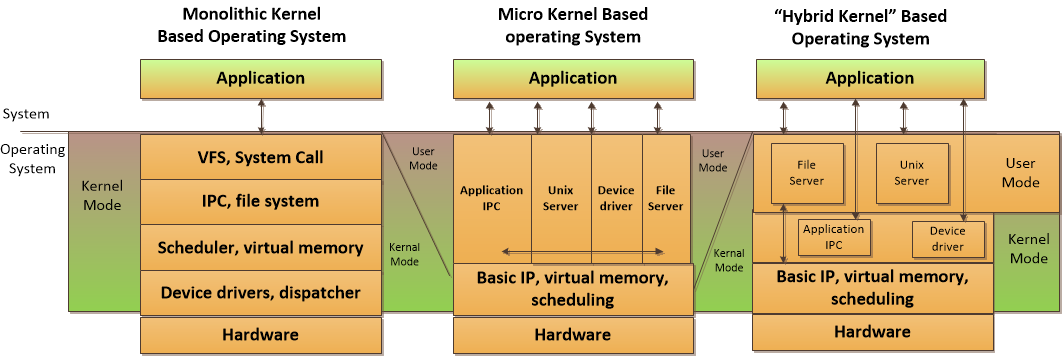 Monolithic Kernel
Based Operating System
Micro Kernel Based
operating System
“Hybrid Kernel” Based
Operating System
Application
Application
Application
System
Operating
System
Kernel
Mode
VFS, System Call
IPC, file system
Scheduler, virtual memory
Device drivers, dispatcher
Hardware
User
Mode
Kernal
Mode
Application
IPC
Unix
Server
Device
driver
File
Server
Basic IP, virtual memory,
scheduling
Hardware
User
Mode
Kernal
Mode
File
Server
Unix
Server
Application
IPC
Device
driver
Basic IP, virtual memory,
scheduling
Hardware
User
Mode
Kernel
Mode